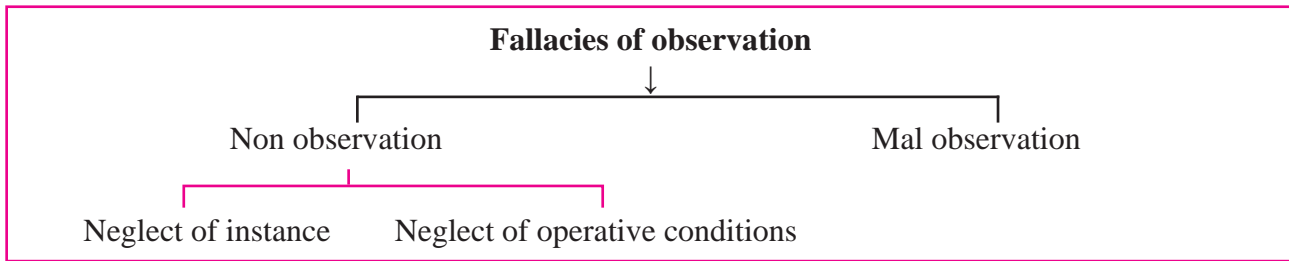 Fallacies of observation
↓
Non observation Mal observation
Neglect of instance Neglect of operative conditions